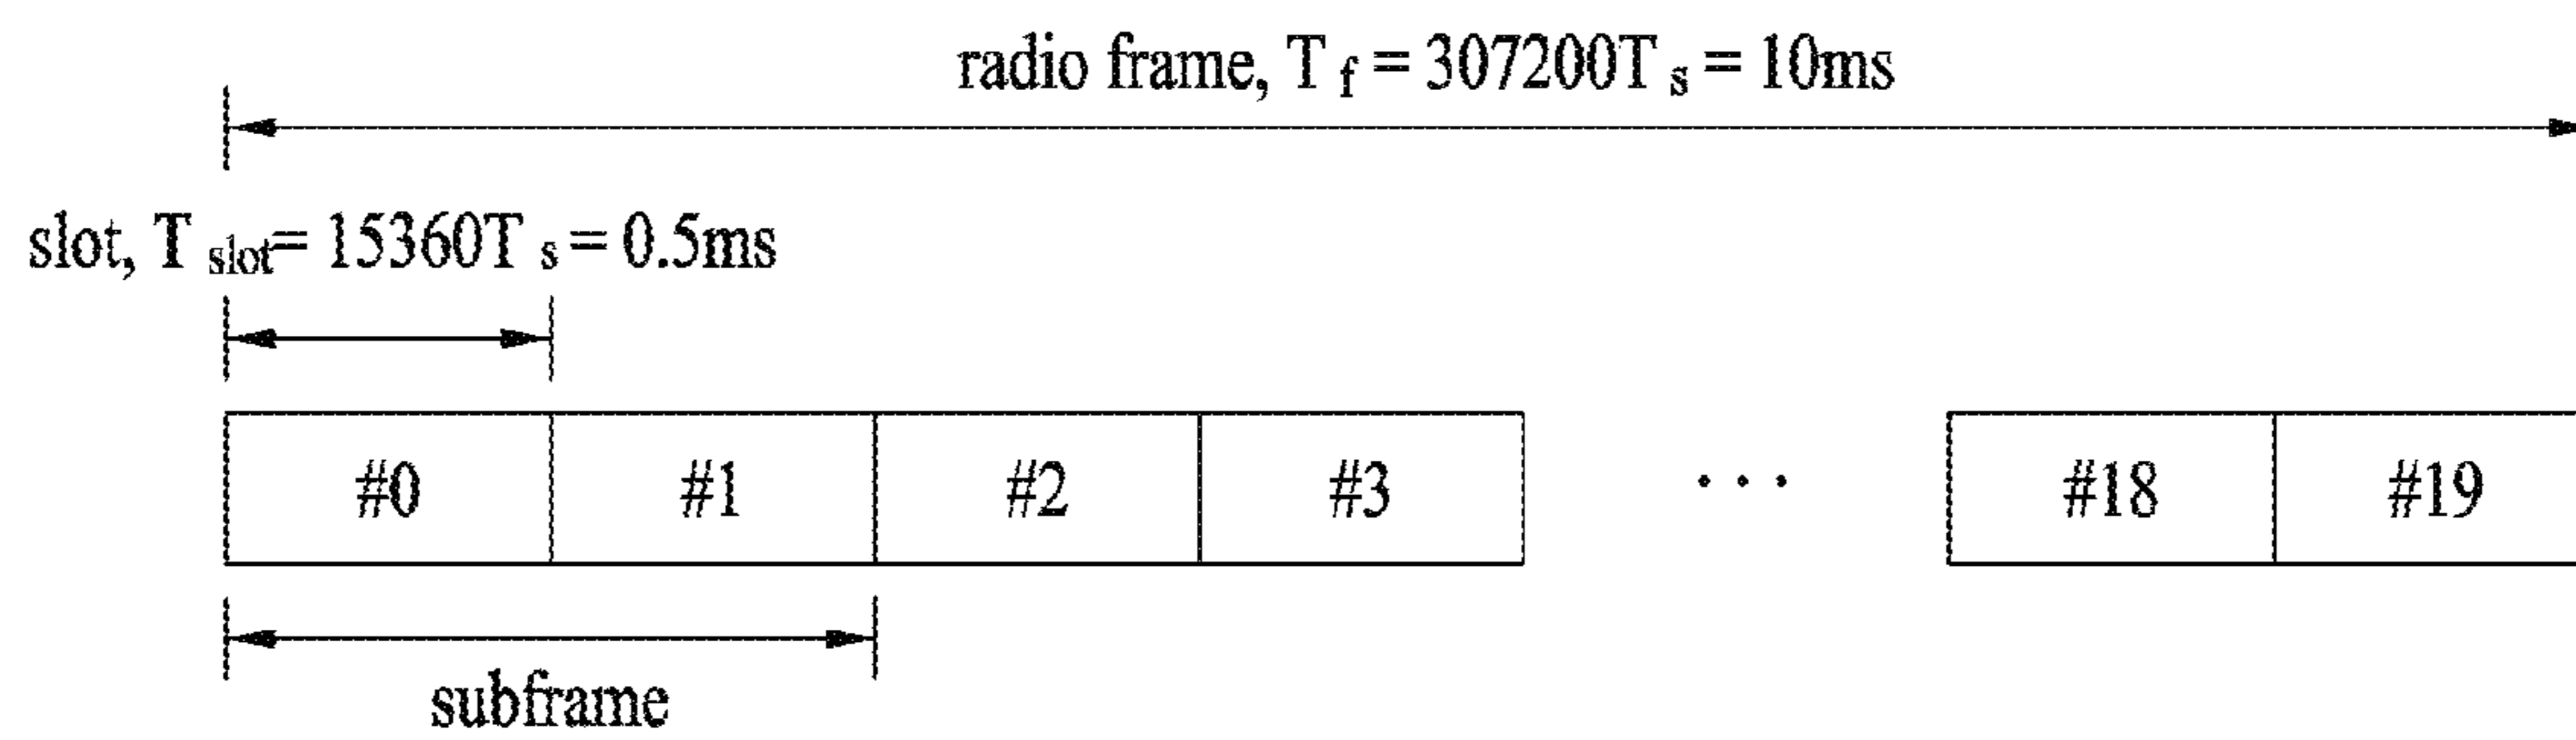 radio frame, T f = 307200T s = 10ms
slot, T slot= 15360T s = 0.5ms
#0 #1 #2 #3 ... #18 #19
subframe